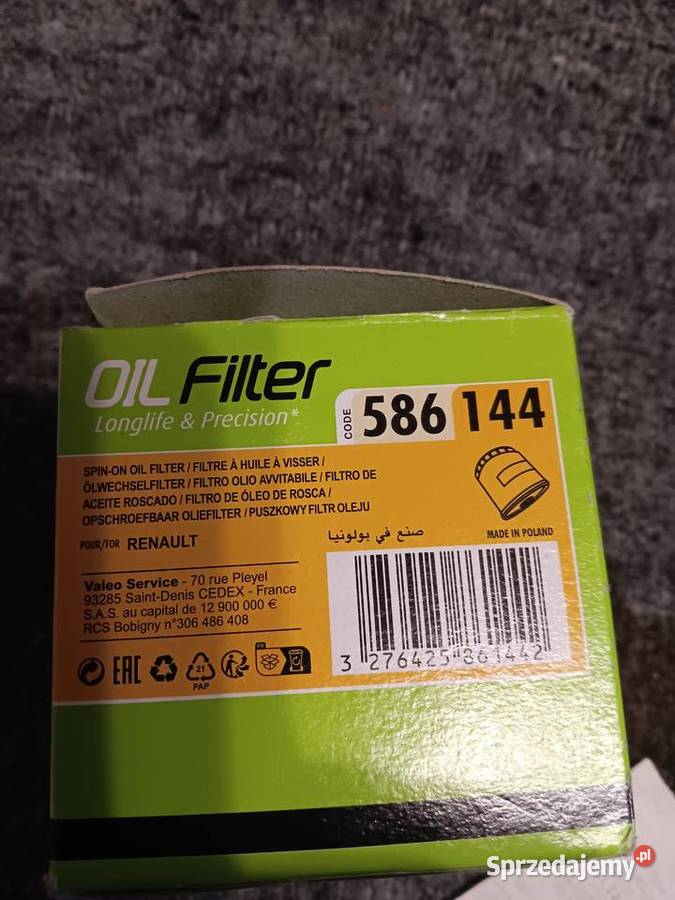 OIL Filter
Longlife & Precision*
CODE 586 144
SPIN-ON OIL FILTER / FILTRE À HUILE À VISSER /
ÖLWECHSELFILTER / FILTRO OLIO AVVITABILE / FILTRO DE
ACEITE ROSCADO / FILTRO DE ÓLEO DE ROSCA /
OPSCHROEFBAAR OLIEFILTER / PUSZKOWY FILTR OLEJU
POUR/FOR RENAULT
صنع في بولونيا
MADE IN POLAND
Valeo Service - 70 rue Pleyel
93285 Saint-Denis CEDEX - France
S.A.S. au capital de 12 900 000 €
RCS Bobigny n°306 486 408
EAC
21
PAP
FR
3 276425 861442
Sprzedajemy.pl